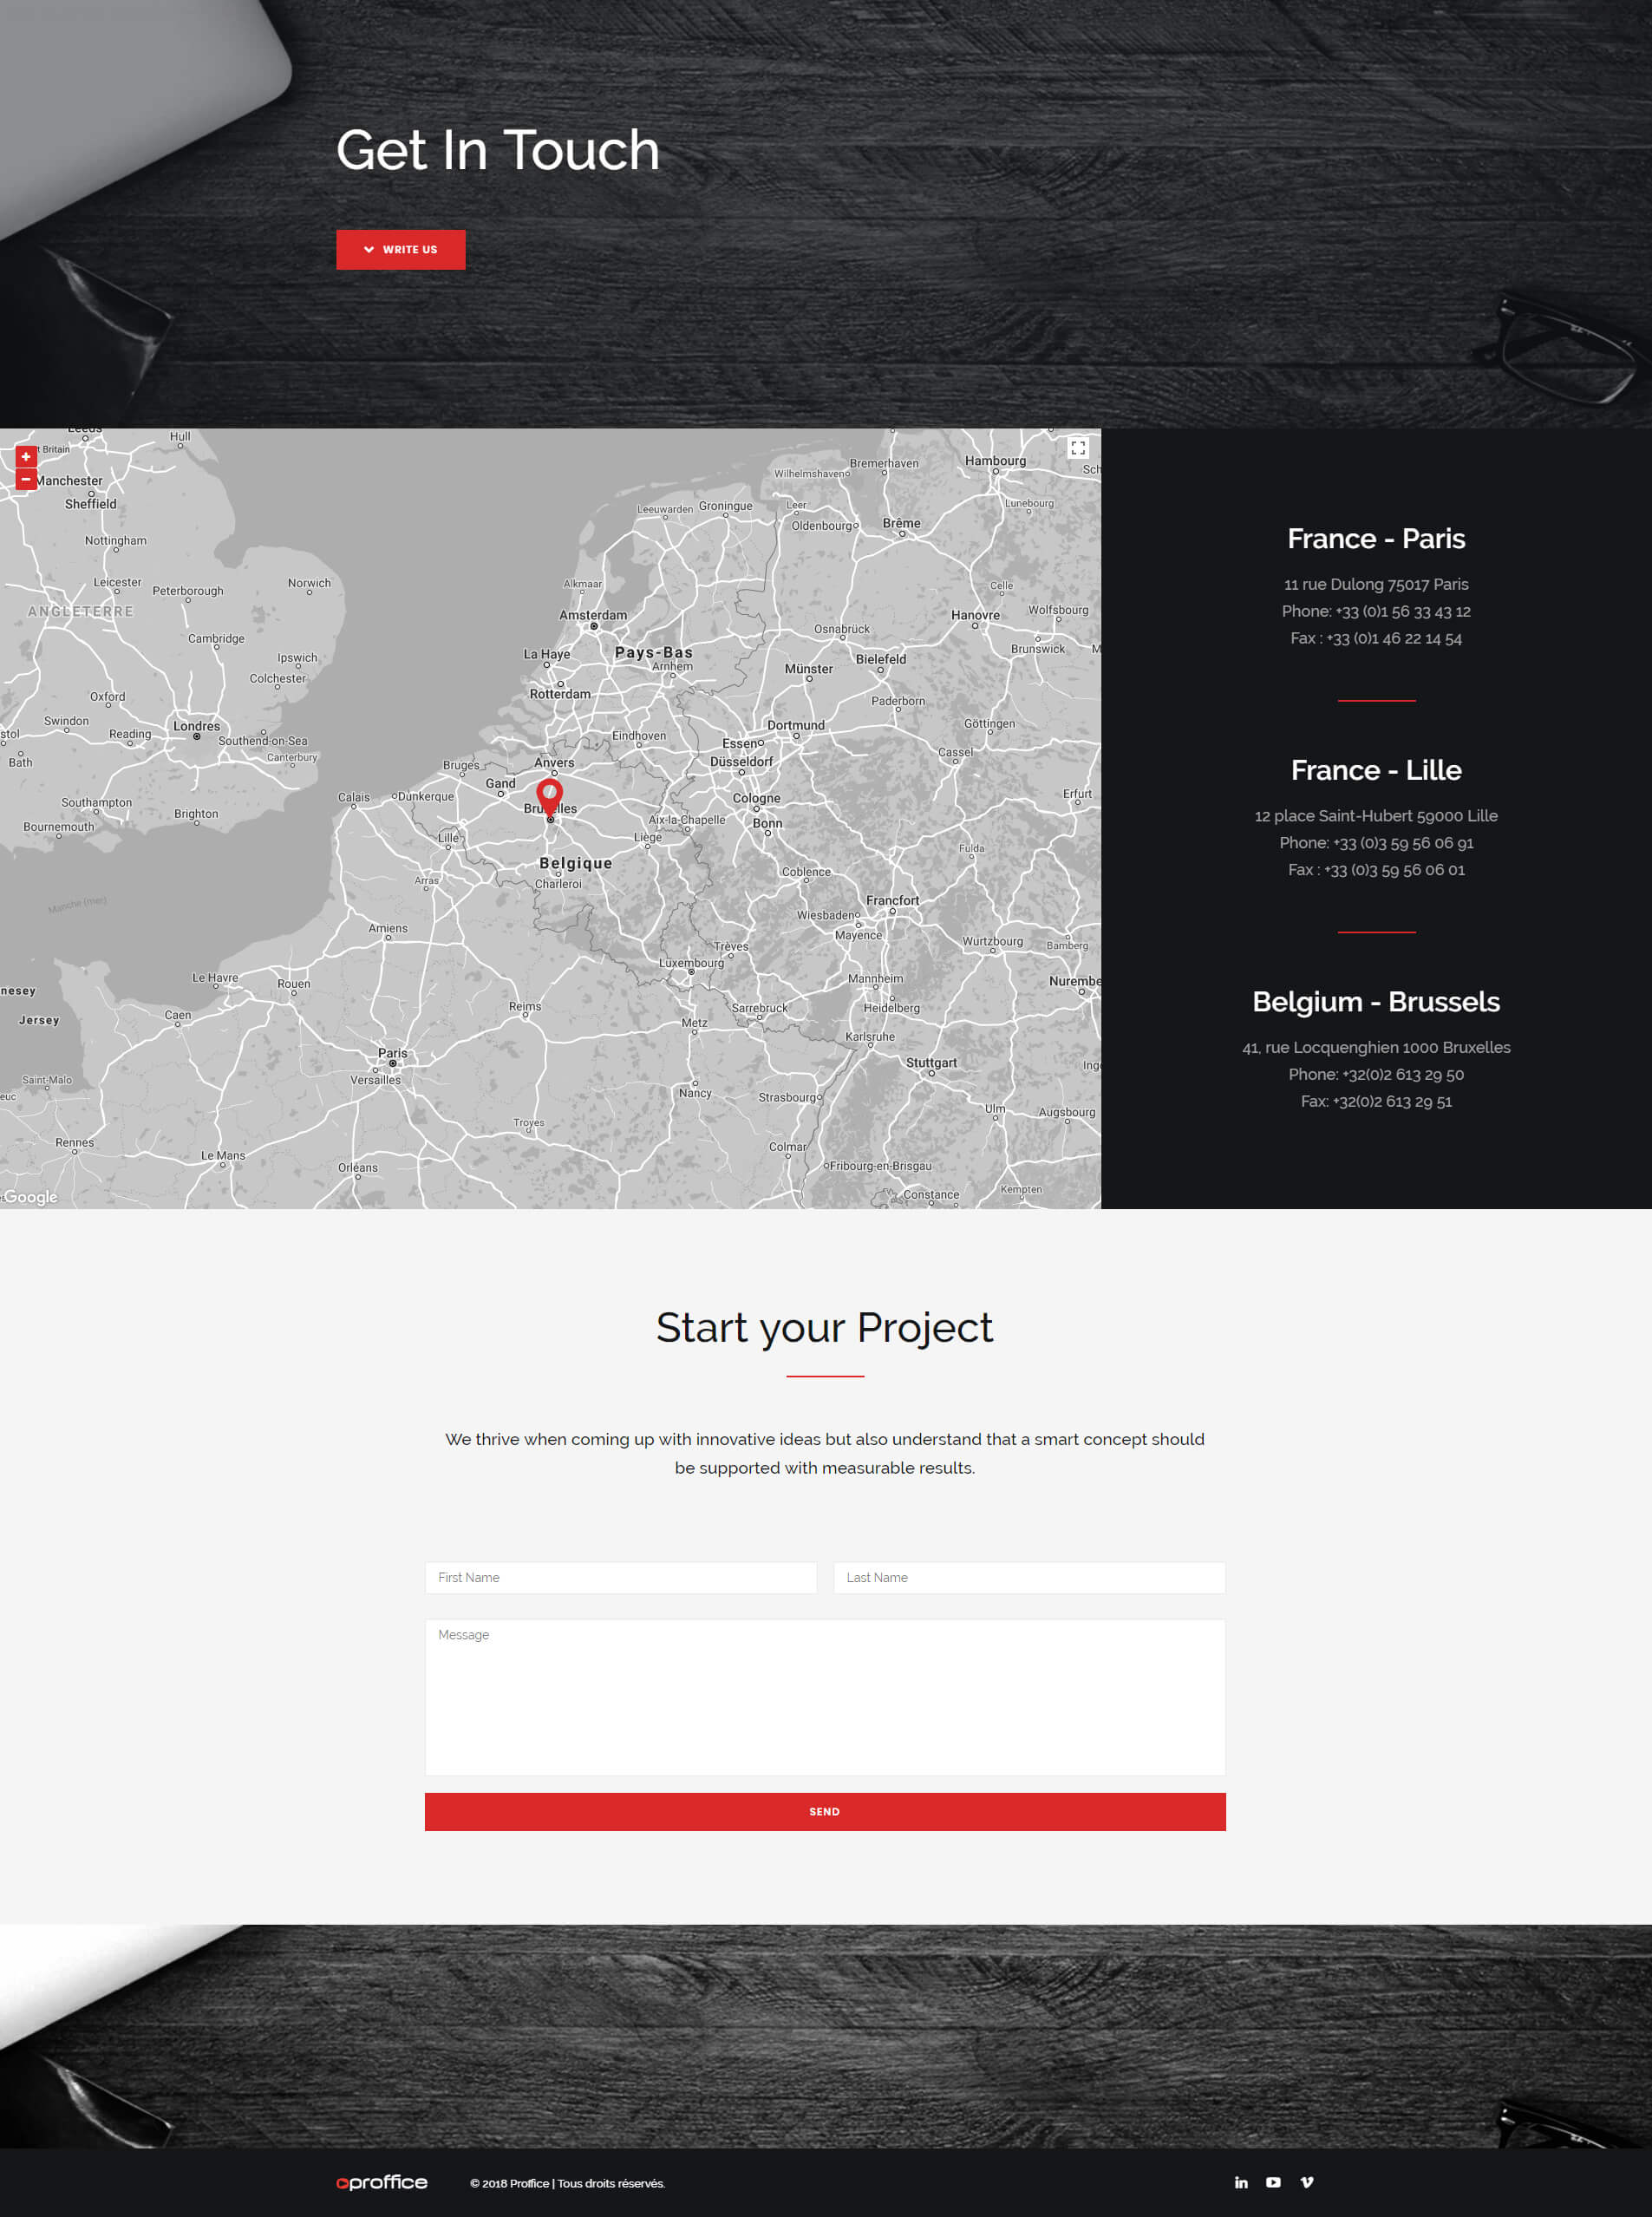 Get In Touch
WRITE US
Leeds
Hull
t Britain
Manchester
Sheffield
Nottingham
Leicester
Peterborough
Norwich
ANGLETERRE
Cambridge
Ipswich
Colchester
Oxford
Swindon
Londres
stol
Reading
Southend-on-Sea
Bath
Canterbury
Southampton
Brighton
Bournemouth
Manche (mer)
nesey
Jersey
Saint-Malo
euc
Rennes
Le Havre
Rouen
Caen
Le Mans
Orléans
Paris
Versailles
Amiens
Arras
Lille
Calais
Dunkerque
Bruges
Gand
Anvers
Belgique
Charleroi
Liège
Aix-la-Chapelle
Reims
Troyes
Metz
Nancy
Luxembourg
Trèves
Sarrebruck
Strasbourg
Colmar
Fribourg-en-Brisgau
Constance
Kempten
Ulm
Augsbourg
Stuttgart
Ing
Karlsruhe
Heidelberg
Mannheim
Nurembe
Wurtzbourg
Bamberg
Mayence
Wiesbaden
Francfort
Coblence
Fulda
Bonn
Cologne
Erfurt
Düsseldorf
Essen
Dortmund
Cassel
Göttingen
Paderborn
Eindhoven
Rotterdam
La Haye
Pays-Bas
Arnhem
Münster
Bielefeld
Brunswick
M
Amsterdam
Osnabrück
Hanovre
Wolfsbourg
Alkmaar
Celle
Leeuwarden
Groningue
Leer
Oldenbourg
Brême
Lunebourg
Wilhelmshaven
Bremerhaven
Hambourg
Sch
Google
France - Paris
11 rue Dulong 75017 Paris
Phone: +33 (0)1 56 33 43 12
Fax : +33 (0)1 46 22 14 54
France - Lille
12 place Saint-Hubert 59000 Lille
Phone: +33 (0)3 59 56 06 91
Fax : +33 (0)3 59 56 06 01
Belgium - Brussels
41, rue Locquenghien 1000 Bruxelles
Phone: +32(0)2 613 29 50
Fax: +32(0)2 613 29 51
Start your Project
We thrive when coming up with innovative ideas but also understand that a smart concept should
be supported with measurable results.
First Name
Last Name
Message
SEND
proffice
© 2018 Proffice | Tous droits réservés.
in